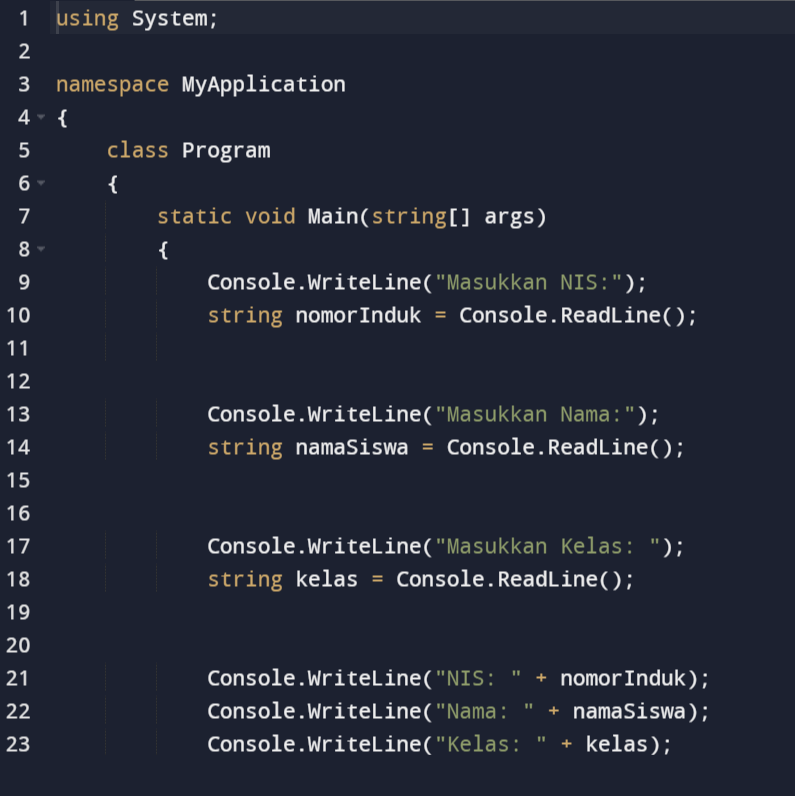 1 using System;
2
3 namespace MyApplication
4 {
5     class Program
6     {
7         static void Main(string[] args)
8         {
9             Console.WriteLine("Masukkan NIS:");
10             string nomorInduk = Console.ReadLine();
11
12
13             Console.WriteLine("Masukkan Nama:");
14             string namaSiswa = Console.ReadLine();
15
16
17             Console.WriteLine("Masukkan Kelas: ");
18             string kelas = Console.ReadLine();
19
20
21             Console.WriteLine("NIS: " + nomorInduk);
22             Console.WriteLine("Nama: " + namaSiswa);
23             Console.WriteLine("Kelas: " + kelas);